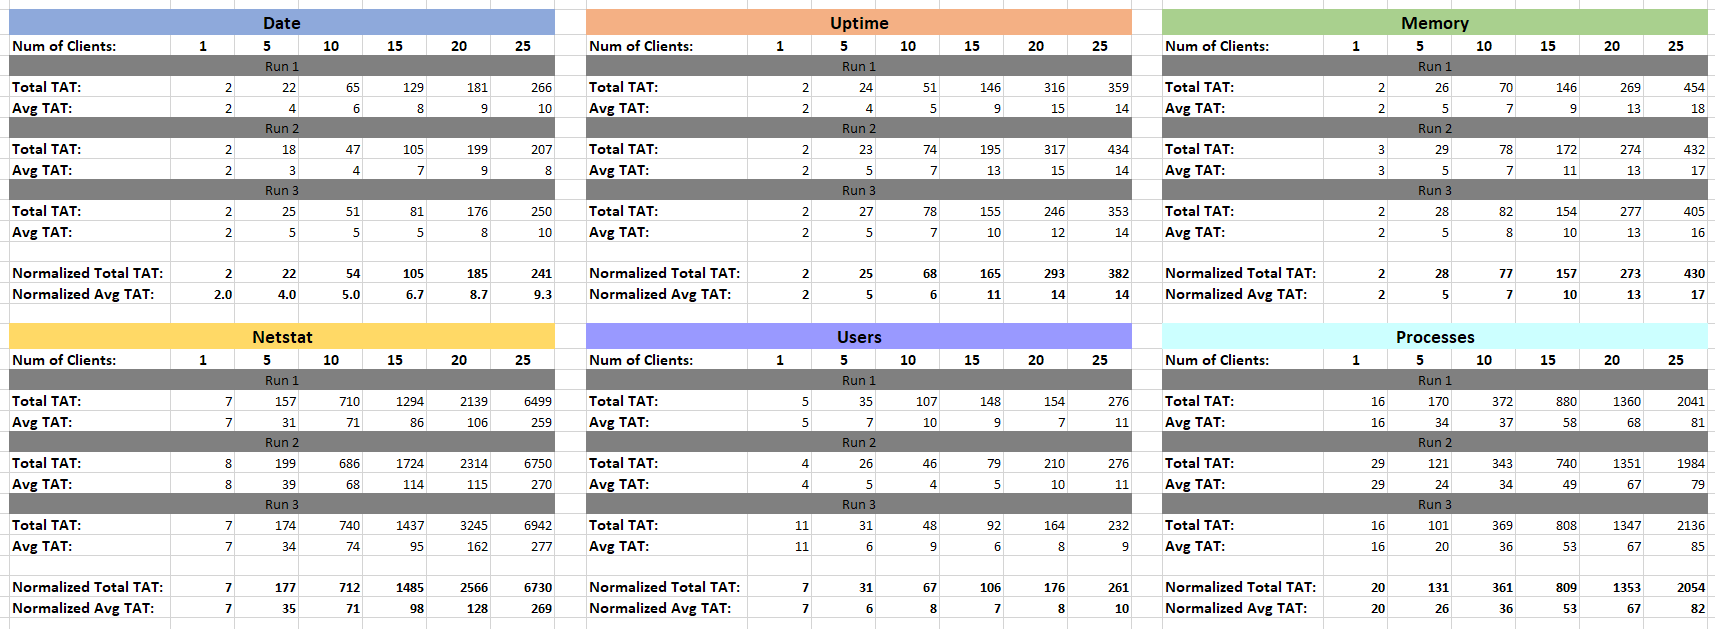 Date Uptime Memory
Num of Clients: 1 5 10 15 20 25 Num of Clients: 1 5 10 15 20 25 Num of Clients: 1 5 10 15 20 25
Run 1 Run 1 Run 1
Total TAT: 2 22 65 129 181 266 Total TAT: 2 24 51 146 316 359 Total TAT: 2 26 70 146 269 454
Avg TAT: 2 4 6 8 9 10 Avg TAT: 2 4 5 9 15 14 Avg TAT: 2 5 7 9 13 18
Run 2 Run 2 Run 2
Total TAT: 2 18 47 105 199 207 Total TAT: 2 23 74 195 317 434 Total TAT: 3 29 78 172 274 432
Avg TAT: 2 3 4 7 9 8 Avg TAT: 2 5 7 13 15 14 Avg TAT: 3 5 7 11 13 17
Run 3 Run 3 Run 3
Total TAT: 2 25 51 81 176 250 Total TAT: 2 27 78 155 246 353 Total TAT: 2 28 82 154 277 405
Avg TAT: 2 5 5 5 8 10 Avg TAT: 2 5 7 10 12 14 Avg TAT: 2 5 8 10 13 16
Normalized Total TAT: 2 22 54 105 185 241 Normalized Total TAT: 2 25 68 165 293 382 Normalized Total TAT: 2 28 77 157 273 430
Normalized Avg TAT: 2.0 4.0 5.0 6.7 8.7 9.3 Normalized Avg TAT: 2 5 6 11 14 14 Normalized Avg TAT: 2 5 7 10 13 17
Netstat Users Processes
Num of Clients: 1 5 10 15 20 25 Num of Clients: 1 5 10 15 20 25 Num of Clients: 1 5 10 15 20 25
Run 1 Run 1 Run 1
Total TAT: 7 157 710 1294 2139 6499 Total TAT: 5 35 107 148 154 276 Total TAT: 16 170 372 880 1360 2041
Avg TAT: 7 31 71 86 106 259 Avg TAT: 5 7 10 9 7 11 Avg TAT: 16 34 37 58 68 81
Run 2 Run 2 Run 2
Total TAT: 8 199 686 1724 2314 6750 Total TAT: 4 26 46 79 210 276 Total TAT: 29 121 343 740 1351 1984
Avg TAT: 8 39 68 114 115 270 Avg TAT: 4 5 4 5 10 11 Avg TAT: 29 24 34 49 67 79
Run 3 Run 3 Run 3
Total TAT: 7 174 740 1437 3245 6942 Total TAT: 11 31 48 92 164 232 Total TAT: 16 101 369 808 1347 2136
Avg TAT: 7 34 74 95 162 277 Avg TAT: 11 6 9 6 8 9 Avg TAT: 16 20 36 53 67 85
Normalized Total TAT: 7 177 712 1485 2566 6730 Normalized Total TAT: 7 31 67 106 176 261 Normalized Total TAT: 20 131 361 809 1353 2054
Normalized Avg TAT: 7 35 71 98 128 269 Normalized Avg TAT: 7 6 8 7 8 10 Normalized Avg TAT: 20 26 36 53 67 82